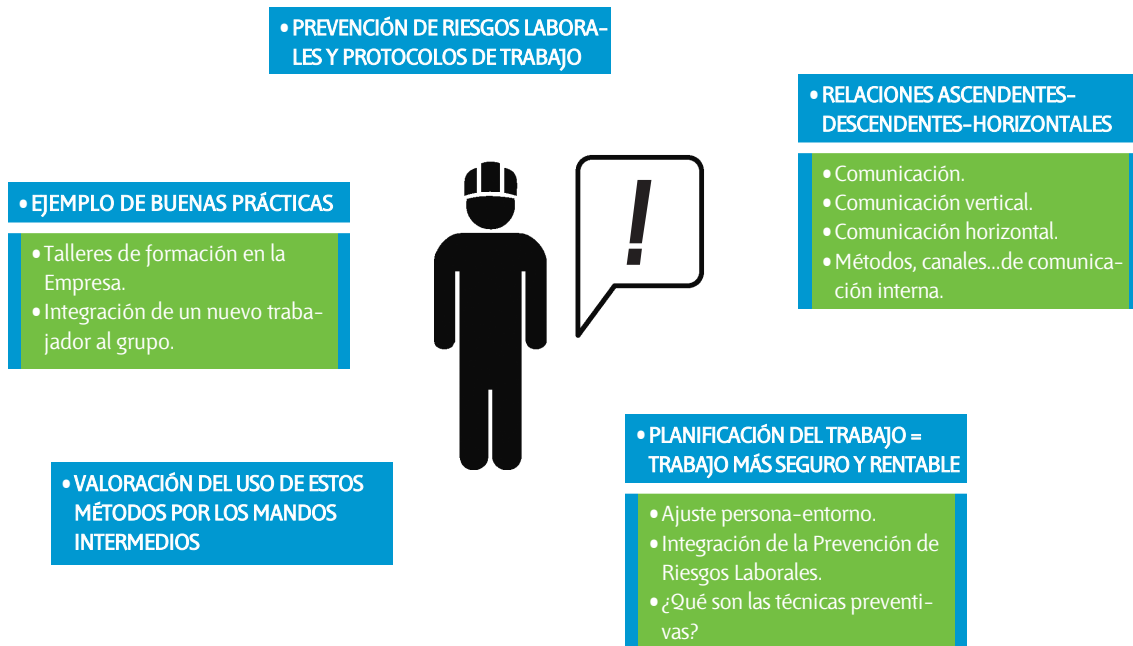 • PREVENCIÓN DE RIESGOS LABORA-
LES Y PROTOCOLOS DE TRABAJO
• RELACIONES ASCENDENTES-
DESCENDENTES-HORIZONTALES
• Comunicación.
• Comunicación vertical.
• Comunicación horizontal.
• Métodos, canales...de comunica-
ción interna.
!
• PLANIFICACIÓN DEL TRABAJO =
TRABAJO MÁS SEGURO Y RENTABLE
• Ajuste persona-entorno.
• Integración de la Prevención de
Riesgos Laborales.
• ¿Qué son las técnicas preventi-
vas?
• VALORACIÓN DEL USO DE ESTOS
MÉTODOS POR LOS MANDOS
INTERMEDIOS
• EJEMPLO DE BUENAS PRÁCTICAS
• Talleres de formación en la
Empresa.
• Integración de un nuevo traba-
jador al grupo.